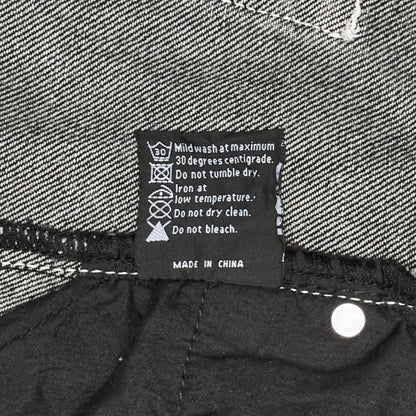 30 Mild wash at maximum
30 degrees centigrade.
Do not tumble dry.
Iron at
low temperature.
Do not dry clean.
Do not bleach.
MADE IN CHINA